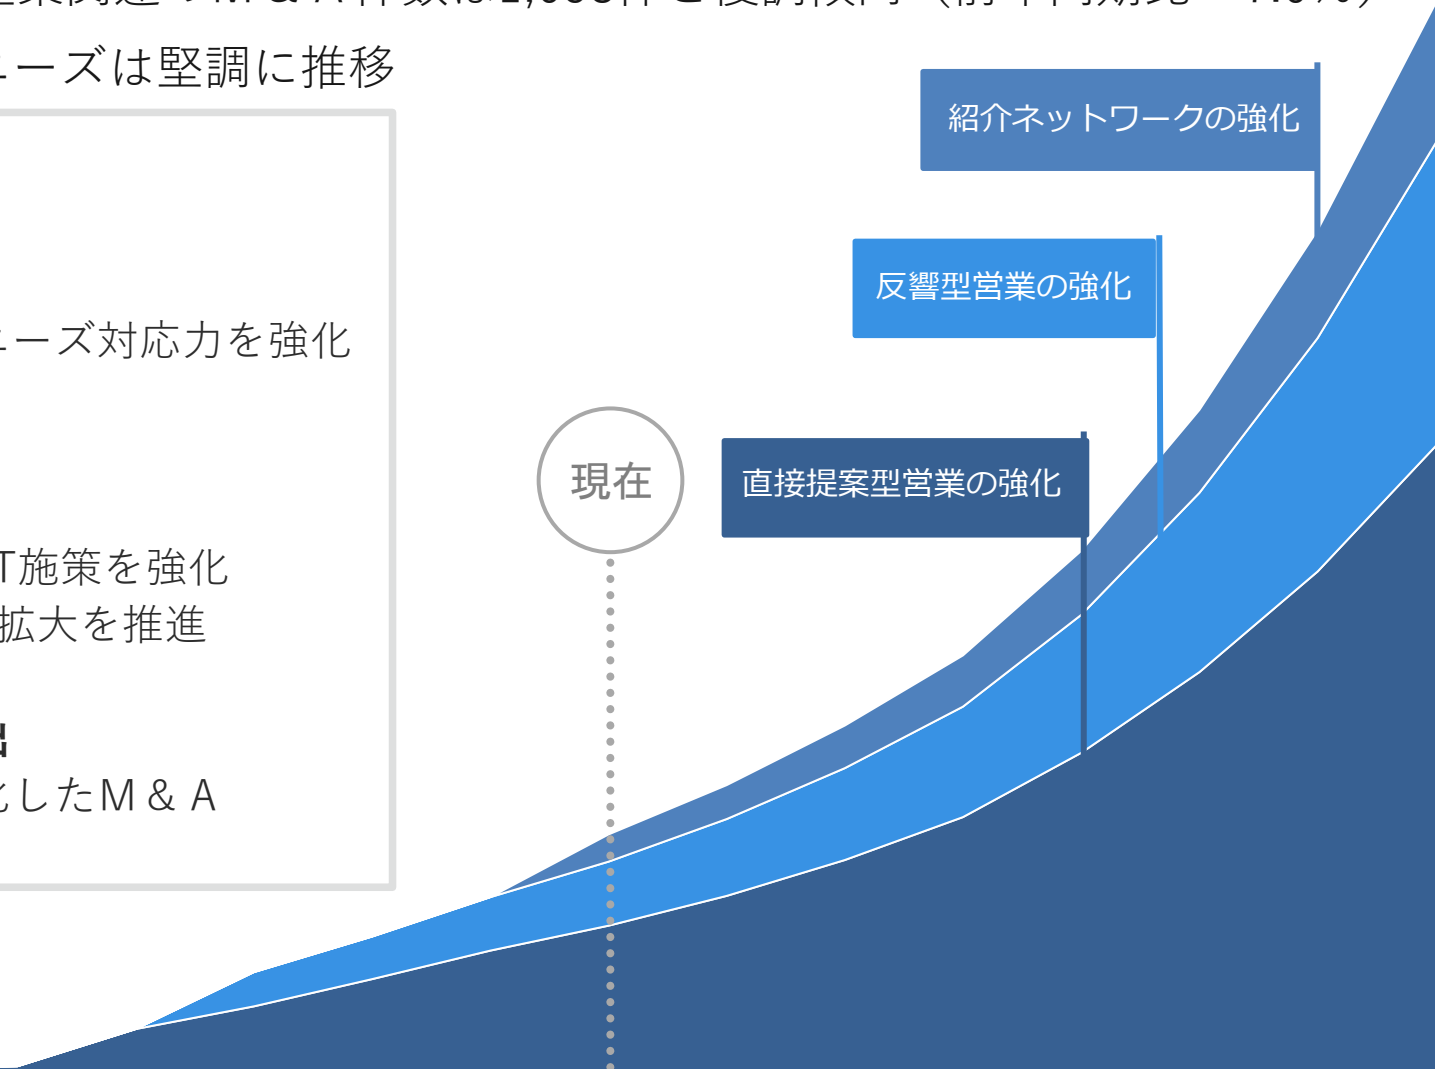 ニーズは堅調に推移
紹介ネットワークの強化
反響型営業の強化
ニーズ対応力を強化
現在
直接提案型営業の強化
T施策を強化
拡大を推進
化したM & A